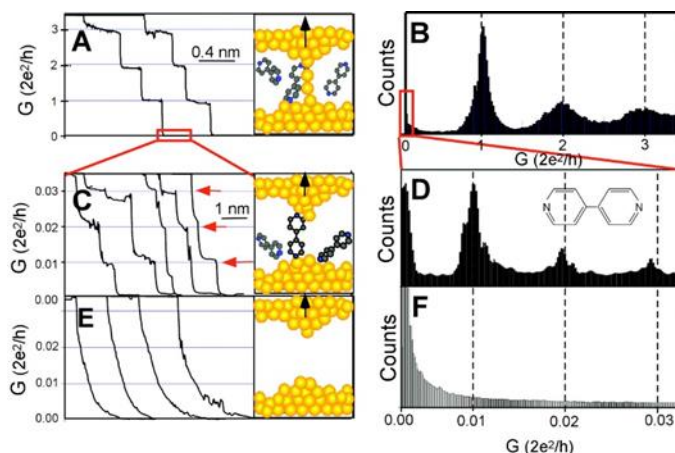 A
G (2e²/h)
3
2
1
0
0.4 nm
B
Counts
0
1
2
3
G (2e²/h)
C
G (2e²/h)
0.03
0.02
0.01
1 nm
D
Counts
N
N
E
G (2e²/h)
0.00
0.02
0.01
0.00
F
Counts
0.00
0.01
0.02
0.03
G (2e²/h)